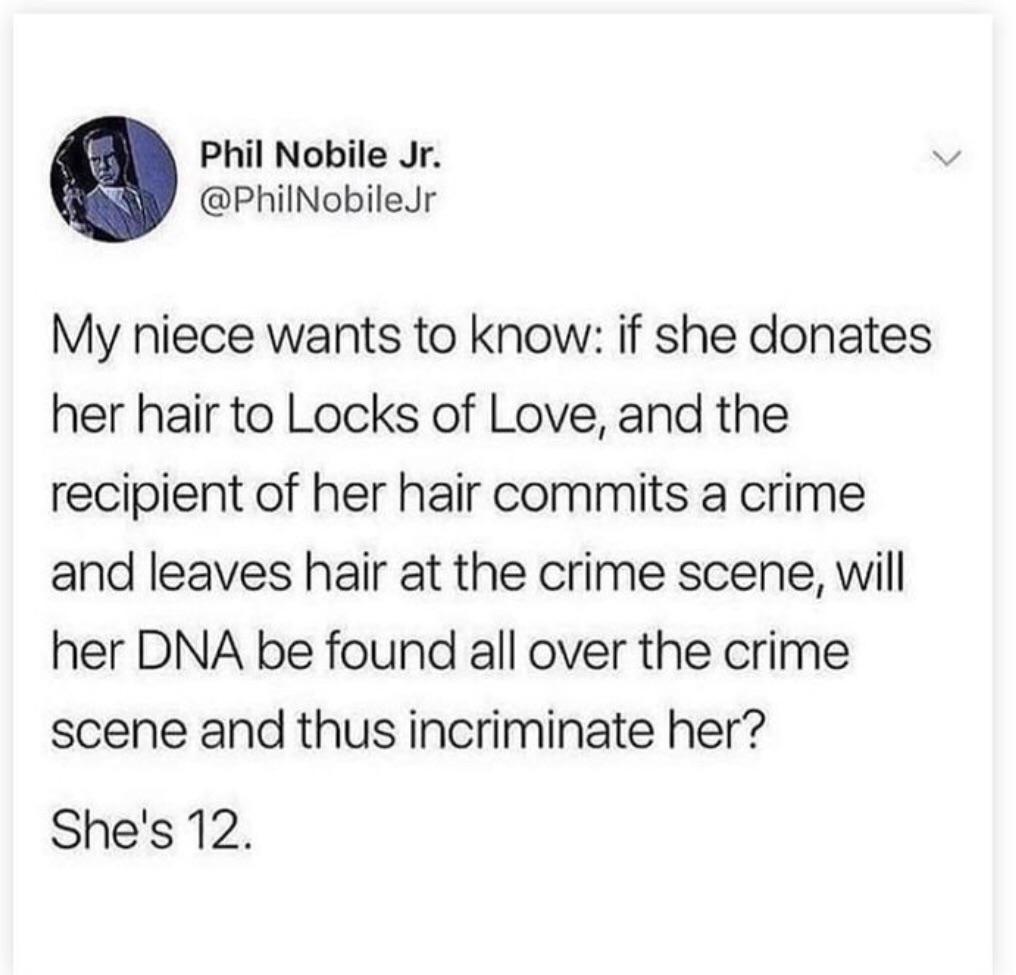 Phil Nobile Jr.
@PhilNobileJr
My niece wants to know: if she donates
her hair to Locks of Love, and the
recipient of her hair commits a crime
and leaves hair at the crime scene, will
her DNA be found all over the crime
scene and thus incriminate her?
She's 12.